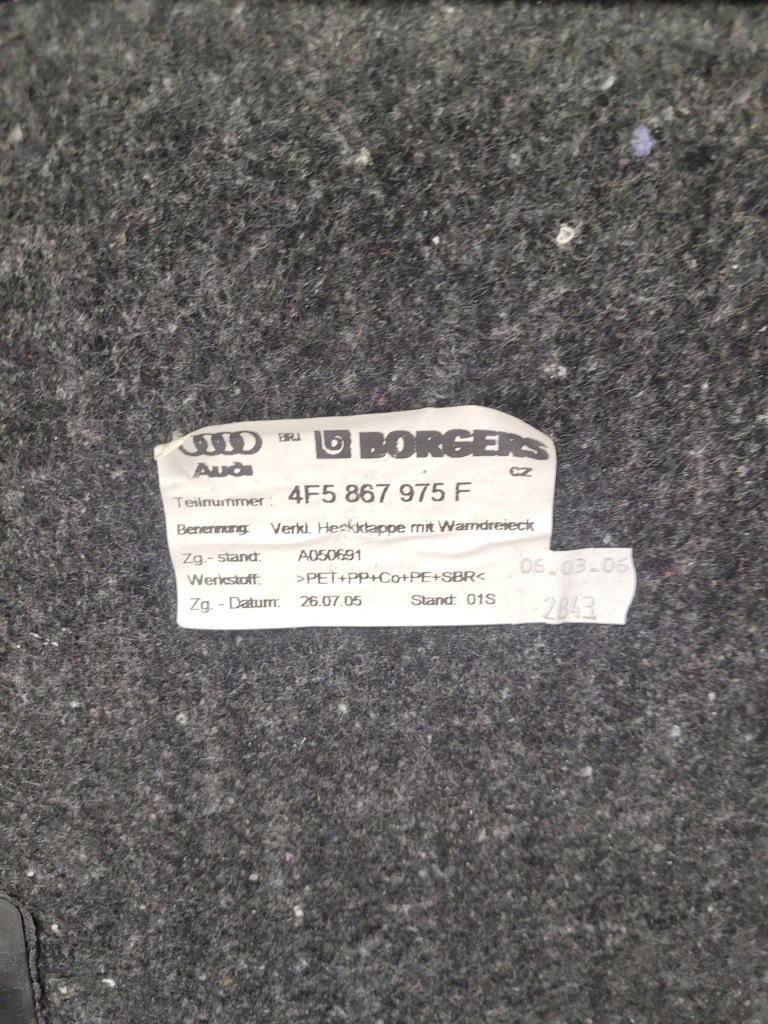 BRJ BORGERS
Audi CZ
Teilnummer: 4F5 867 975 F
Benennung: Verkl. Heckklappe mit Warndreieck
Zg.- stand: A050691
Werkstoff: >PET+PP+Co+PE+SBR<
Zg. - Datum: 26.07.05 Stand: 01S
06.03.06
2843